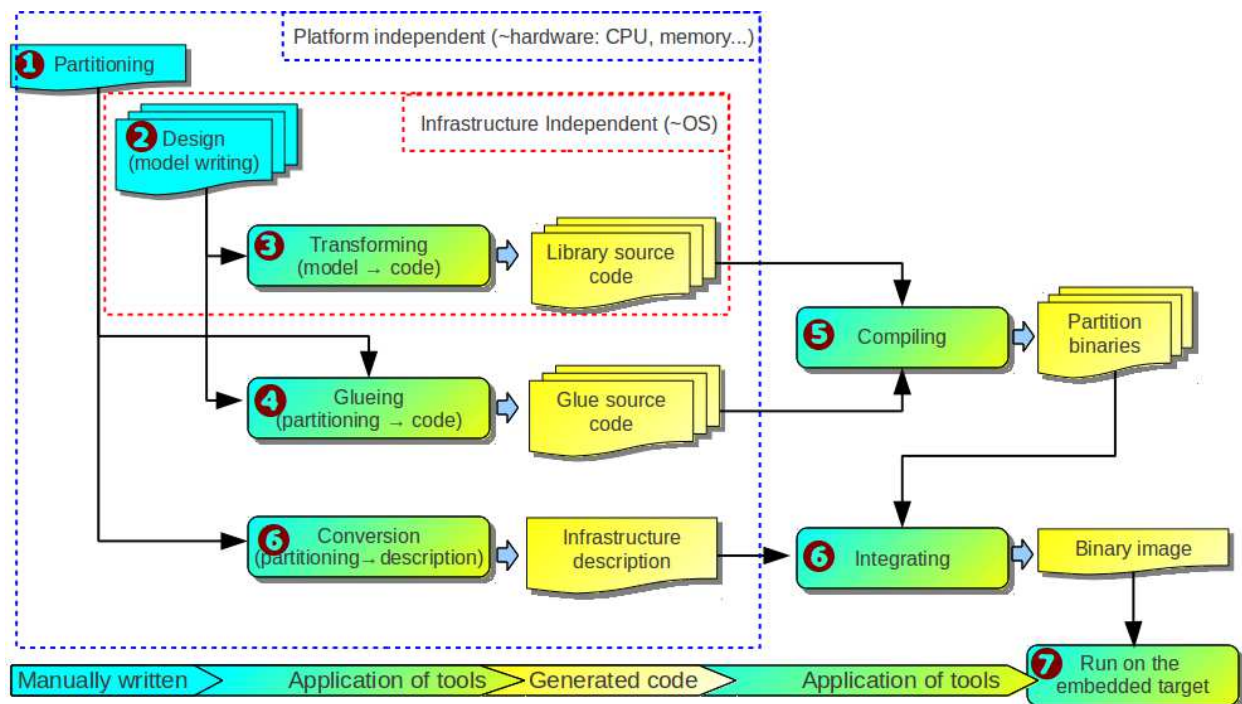 Platform independent (~hardware: CPU, memory...)
1 Partitioning
Infrastructure Independent (~OS)
2 Design
(model writing)
3 Transforming
(model → code)
Library source
code
5 Compiling
Partition
binaries
4 Glueing
(partitioning → code)
Glue source
code
6 Conversion
(partitioning→description)
Infrastructure
description
6 Integrating
Binary image
7 Run on the
embedded target
Manually written
Application of tools
Generated code
Application of tools